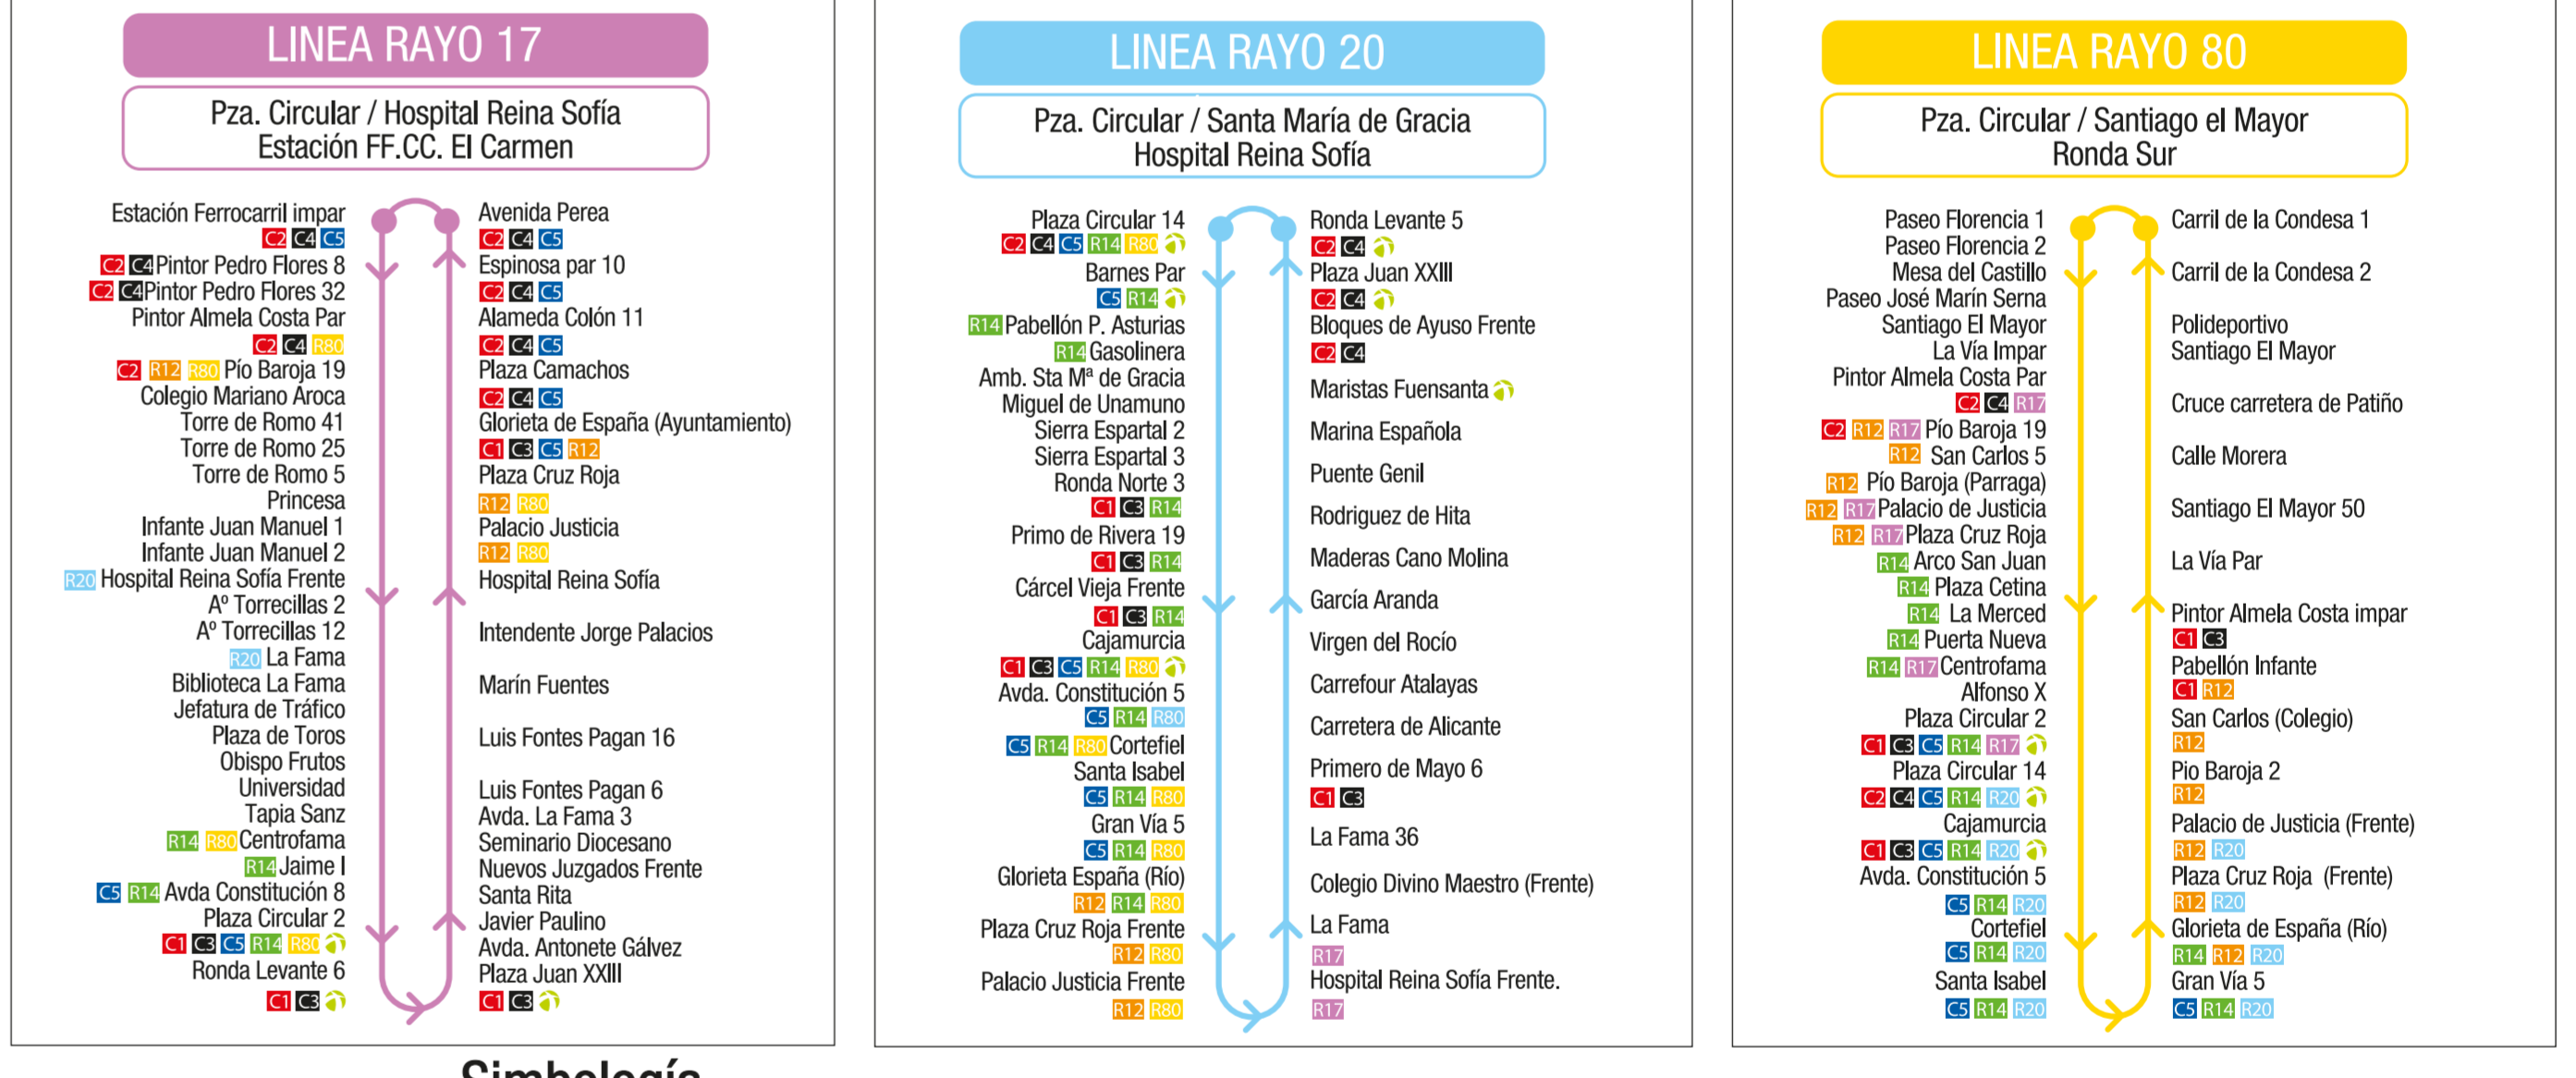 LINEA RAYO 17
Pza. Circular / Hospital Reina Sofía
Estación FF.CC. El Carmen
Estación Ferrocarril impar
C2 C4 C5
C2 C4 Pintor Pedro Flores 8
C2 C4 Pintor Pedro Flores 32
Pintor Almela Costa Par
C2 C4 R80
C2 R12 R80 Pío Baroja 19
Colegio Mariano Aroca
Torre de Romo 41
Torre de Romo 25
Torre de Romo 5
Princesa
Infante Juan Manuel 1
Infante Juan Manuel 2
R20 Hospital Reina Sofía Frente
Aº Torrecillas 2
Aº Torrecillas 12
R20 La Fama
Biblioteca La Fama
Jefatura de Tráfico
Plaza de Toros
Obispo Frutos
Universidad
Tapia Sanz
R14 R80 Centrofama
R14 Jaime I
C5 R14 Avda Constitución 8
Plaza Circular 2
C1 C3 C5 R14 R80
Ronda Levante 6
C1 C3
Avenida Perea
C2 C4 C5
Espinosa par 10
C2 C4 C5
Alameda Colón 11
C2 C4 C5
Plaza Camachos
C2 C4 C5
Glorieta de España (Ayuntamiento)
C1 C3 C5 R12
Plaza Cruz Roja
R12 R80
Palacio Justicia
R12 R80
Hospital Reina Sofía
Intendente Jorge Palacios
Marín Fuentes
Luis Fontes Pagan 16
Luis Fontes Pagan 6
Avda. La Fama 3
Seminario Diocesano
Nuevos Juzgados Frente
Santa Rita
Javier Paulino
Avda. Antonete Gálvez
Plaza Juan XXIII
C1 C3
LINEA RAYO 20
Pza. Circular / Santa María de Gracia
Hospital Reina Sofía
Plaza Circular 14
C2 C4 C5 R14 R80
Barnes Par
C5 R14
R14 Pabellón P. Asturias
R14 Gasolinera
Amb. Sta Mª de Gracia
Miguel de Unamuno
Sierra Espartal 2
Sierra Espartal 3
Ronda Norte 3
C1 C3 R14
Primo de Rivera 19
C1 C3 R14
Cárcel Vieja Frente
C1 C3 R14
Cajamurcia
C1 C3 C5 R14 R80
Avda. Constitución 5
C5 R14 R80
C5 R14 R80 Cortefiel
Santa Isabel
C5 R14 R80
Gran Vía 5
C5 R14 R80
Glorieta España (Río)
R12 R14 R80
Plaza Cruz Roja Frente
R12 R80
Palacio Justicia Frente
R12 R80
Ronda Levante 5
C2 C4
Plaza Juan XXIII
C2 C4
Bloques de Ayuso Frente
C2 C4
Maristas Fuensanta
Marina Española
Puente Genil
Rodriguez de Hita
Maderas Cano Molina
García Aranda
Virgen del Rocío
Carrefour Atalayas
Carretera de Alicante
Primero de Mayo 6
C1 C3
La Fama 36
Colegio Divino Maestro (Frente)
La Fama
R17
Hospital Reina Sofía Frente.
R17
LINEA RAYO 80
Pza. Circular / Santiago el Mayor
Ronda Sur
Paseo Florencia 1
Paseo Florencia 2
Mesa del Castillo
Paseo José Marín Serna
Santiago El Mayor
La Vía Impar
Pintor Almela Costa Par
C2 C4 R17
C2 R12 R17 Pío Baroja 19
R12 San Carlos 5
R12 Pío Baroja (Parraga)
R12 R17 Palacio de Justicia
R12 R17 Plaza Cruz Roja
R14 Arco San Juan
R14 Plaza Cetina
R14 La Merced
R14 Puerta Nueva
R14 R17 Centrofama
Alfonso X
Plaza Circular 2
C1 C3 C5 R14 R17
Plaza Circular 14
C2 C4 C5 R14 R20
Cajamurcia
C1 C3 C5 R14 R20
Avda. Constitución 5
C5 R14 R20
Cortefiel
C5 R14 R20
Santa Isabel
C5 R14 R20
Carril de la Condesa 1
Carril de la Condesa 2
Polideportivo
Santiago El Mayor
Cruce carretera de Patiño
Calle Morera
Santiago El Mayor 50
La Vía Par
Pintor Almela Costa impar
C1 C3
Pabellón Infante
C1 R12
San Carlos (Colegio)
R12
Pio Baroja 2
R12
Palacio de Justicia (Frente)
R12 R20
Plaza Cruz Roja (Frente)
R12 R20
Glorieta de España (Río)
R14 R12 R20
Gran Vía 5
C5 R14 R20
Simbología